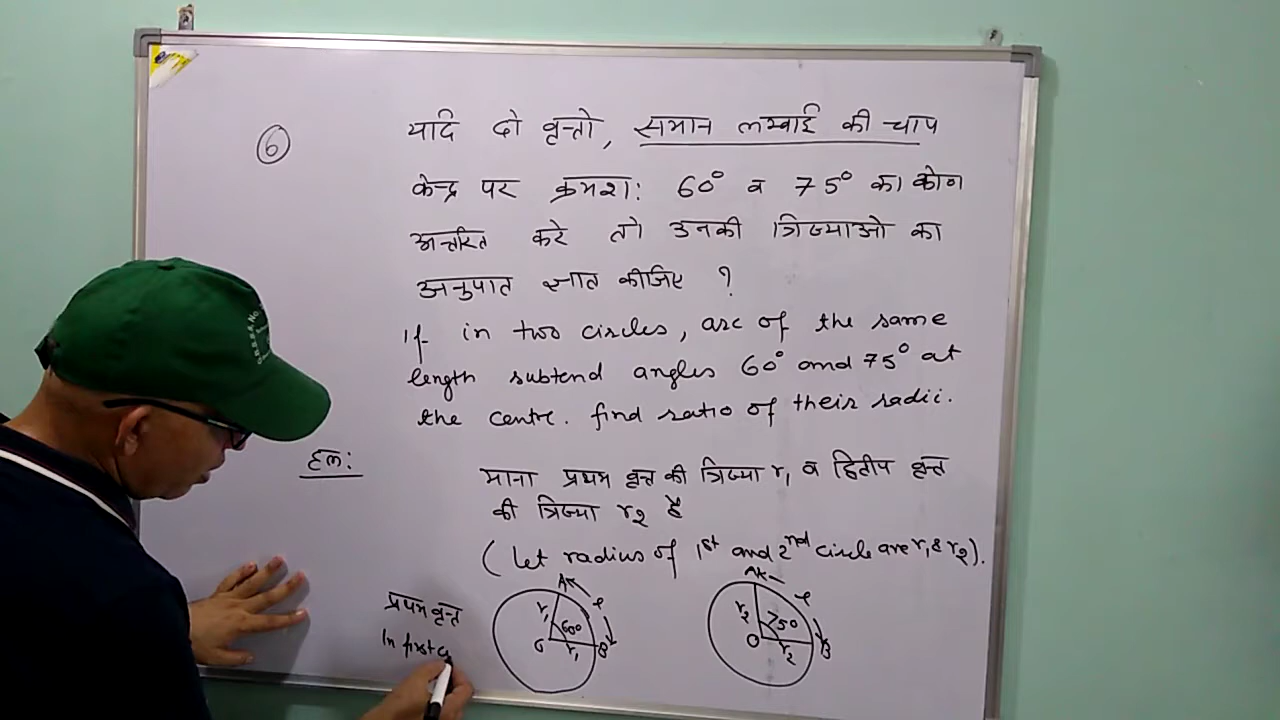 ⑥
यदि दो वृत्तो, समान लम्बाई की चाप
केन्द्र पर क्रमश: 60° व 75° का कोण
अन्तरित करे तो उनकी त्रिज्याओ का
अनुपात ज्ञात कीजिए ?
If in two circles, arc of the same
length subtend angles 60° and 75° at
the centre. find ratio of their radii.
हल:
माना प्रथम वृत्त की त्रिज्या r₁ व द्वितीय वृत्त
की त्रिज्या r₂ है
(Let radius of 1st and 2nd circle are r₁ & r₂).
प्रथम वृत्त
In first c
A l
r₁ 60°
O r₁ B
A l
r₂ 75°
O r₂ B